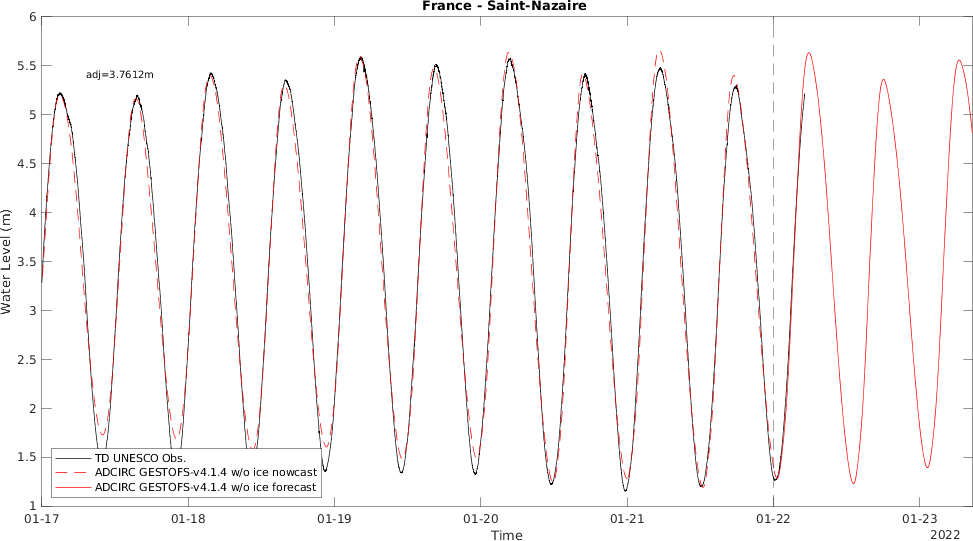 France - Saint-Nazaire
6
5.5
5
4.5
4
3.5
3
2.5
2
1.5
1
Water Level (m)
adj=3.7612m
TD UNESCO Obs.
ADCIRC GESTOFS-v4.1.4 w/o ice nowcast
ADCIRC GESTOFS-v4.1.4 w/o ice forecast
01-17 01-18 01-19 01-20 01-21 01-22 01-23
Time 2022